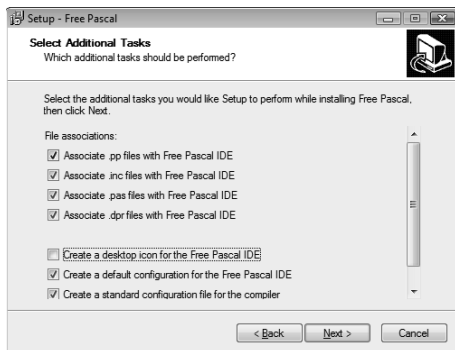 Setup - Free Pascal
Select Additional Tasks
Which additional tasks should be performed?
Select the additional tasks you would like Setup to perform while installing Free Pascal,
then click Next.
File associations:
Associate .pp files with Free Pascal IDE
Associate .inc files with Free Pascal IDE
Associate .pas files with Free Pascal IDE
Associate .dpr files with Free Pascal IDE
Create a desktop icon for the Free Pascal IDE
Create a default configuration for the Free Pascal IDE
Create a standard configuration file for the compiler
< Back Next > Cancel